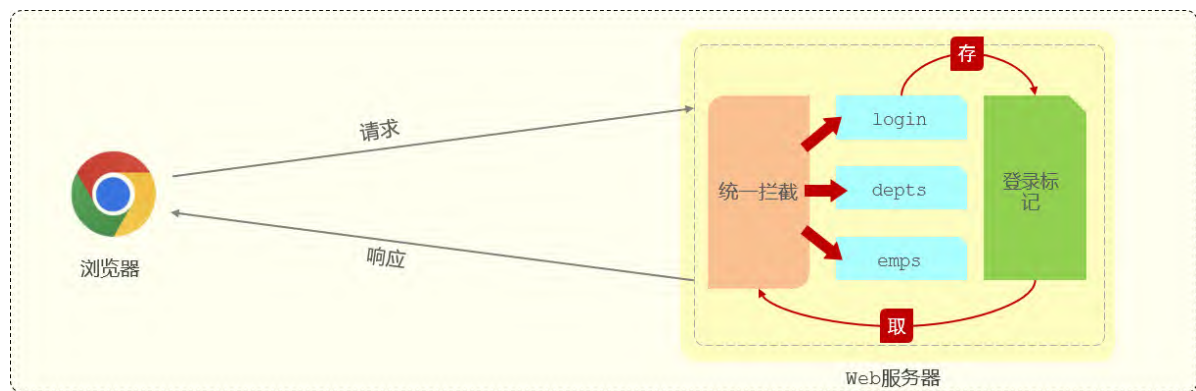 存
请求
login
统一拦截
depts
登录标
记
浏览器
响应
emps
取
Web服务器